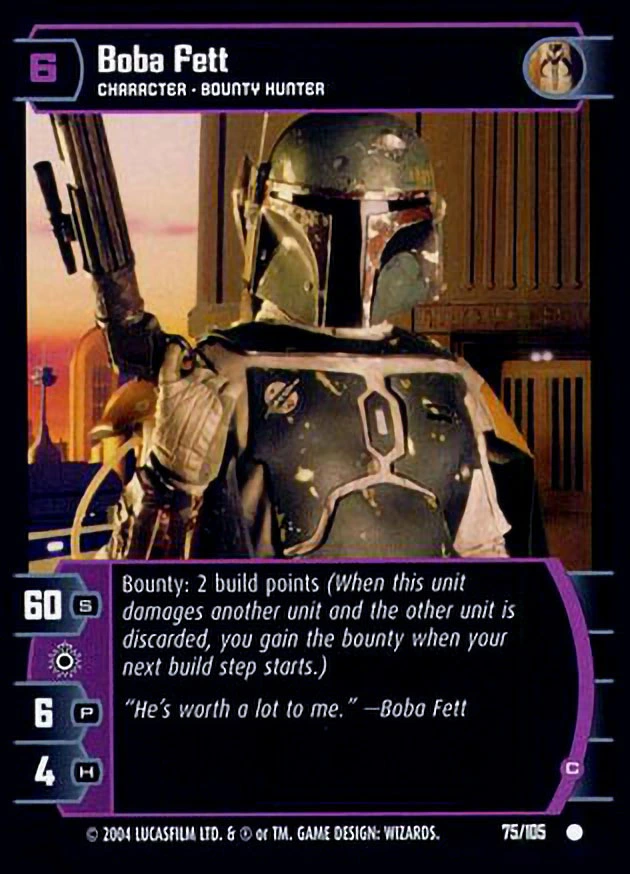 6
Boba Fett
CHARACTER · BOUNTY HUNTER
60 S
6 P
4 H
Bounty: 2 build points (When this unit
damages another unit and the other unit is
discarded, you gain the bounty when your
next build step starts.)
“He’s worth a lot to me.” —Boba Fett
C
© 2004 LUCASFILM LTD. & ® or TM. GAME DESIGN: WIZARDS.
75/105